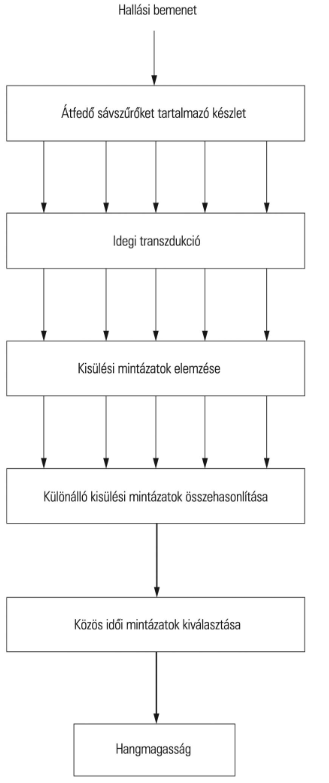 Hallási bemenet
Átfedő sávszűrőket tartalmazó készlet
Idegi transzdukció
Kisülési mintázatok elemzése
Különálló kisülési mintázatok összehasonlítása
Közös idői mintázatok kiválasztása
Hangmagasság